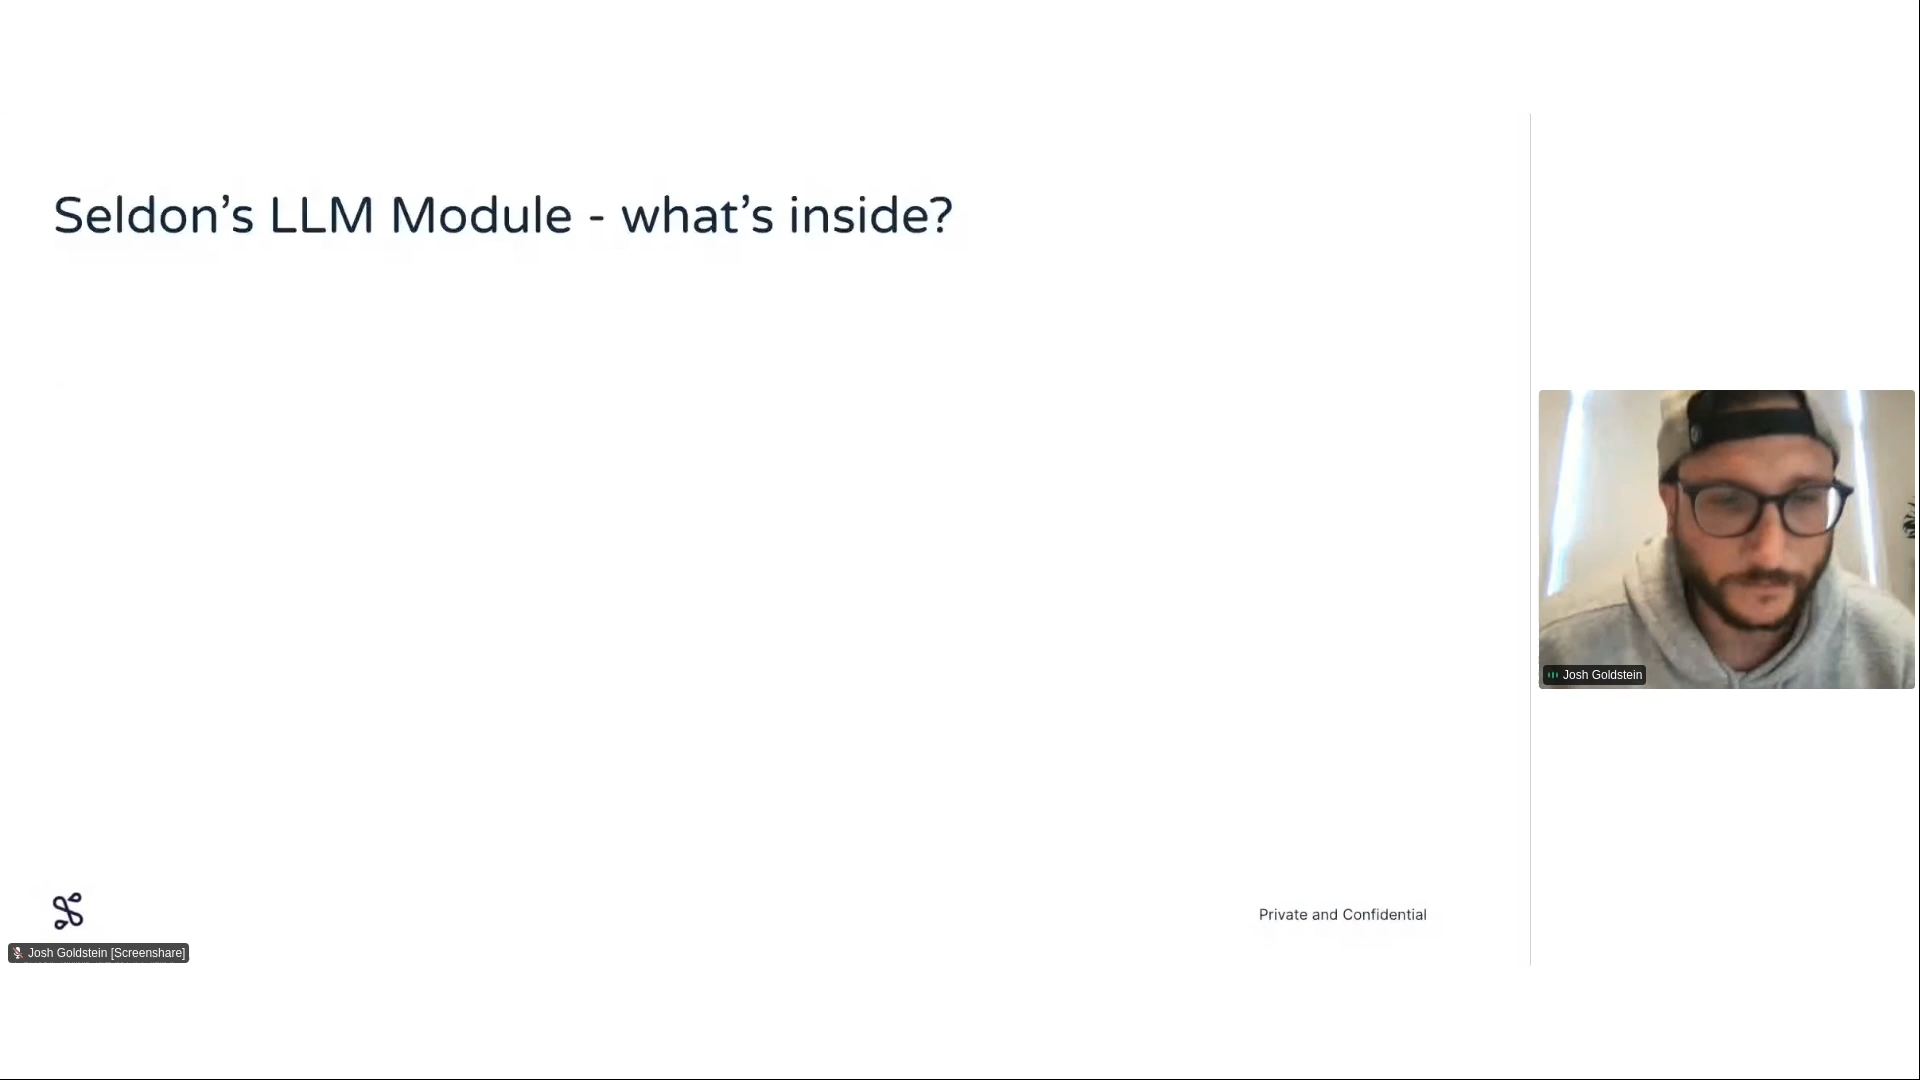 Seldon’s LLM Module - what’s inside?
Josh Goldstein
Private and Confidential
Josh Goldstein [Screenshare]